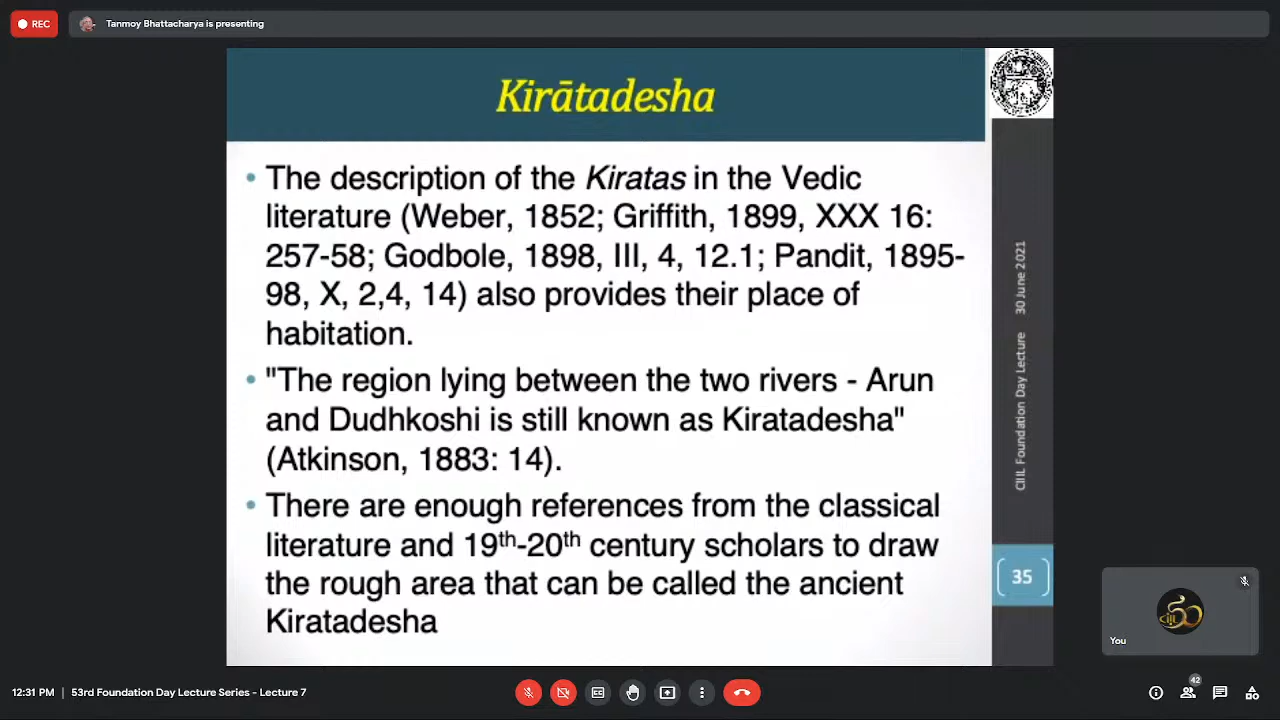 REC
Tanmoy Bhattacharya is presenting
Kirātadesha
• The description of the Kiratas in the Vedic
literature (Weber, 1852; Griffith, 1899, XXX 16:
257-58; Godbole, 1898, III, 4, 12.1; Pandit, 1895-
98, X, 2,4, 14) also provides their place of
habitation.
• "The region lying between the two rivers - Arun
and Dudhkoshi is still known as Kiratadesha"
(Atkinson, 1883: 14).
• There are enough references from the classical
literature and 19th-20th century scholars to draw
the rough area that can be called the ancient
Kiratadesha
CIIL Foundation Day Lecture 30 June 2021
35
You
12:31 PM | 53rd Foundation Day Lecture Series - Lecture 7
42